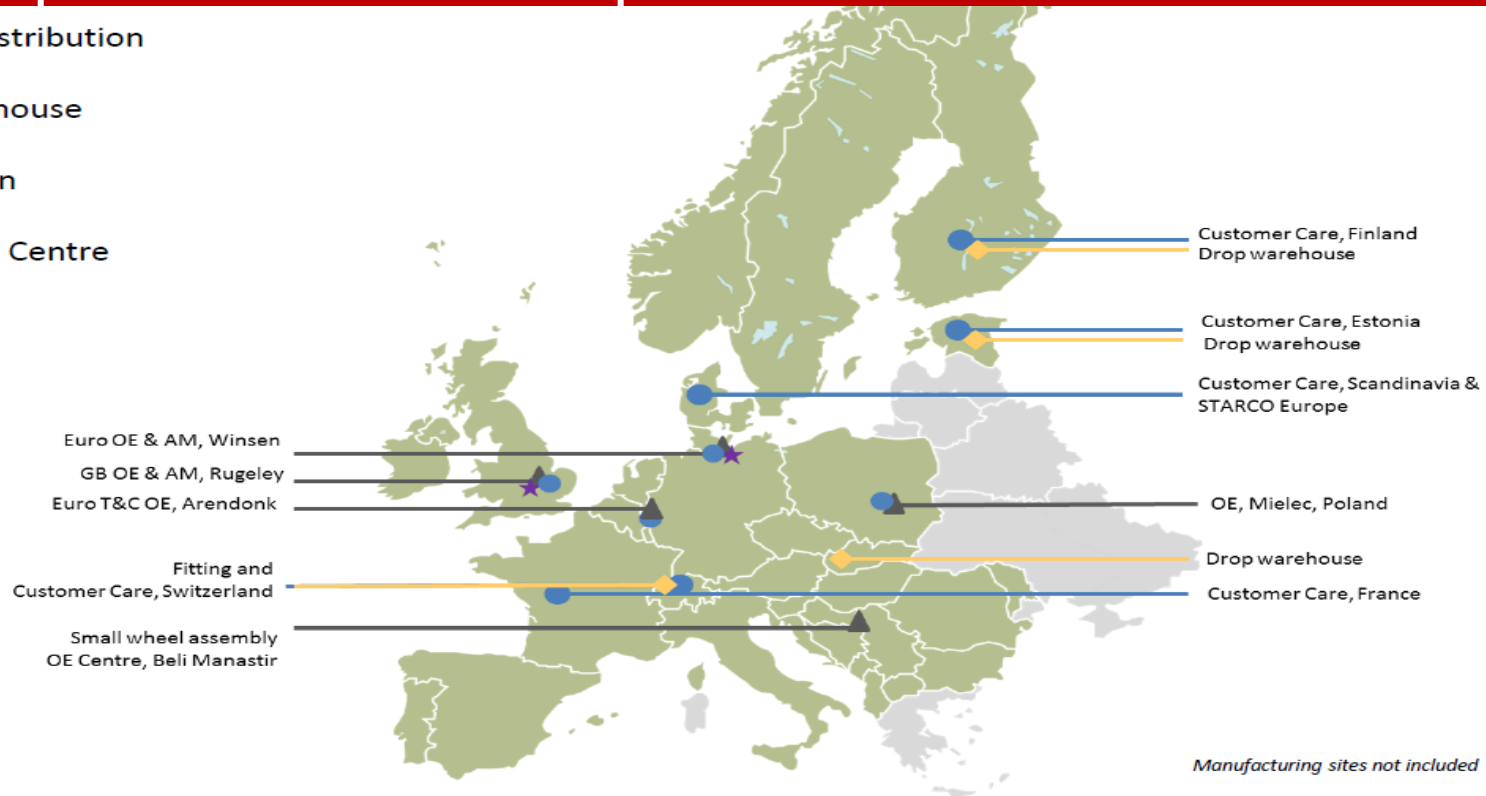 stribution
house
n
Centre
Customer Care, Finland
Drop warehouse
Customer Care, Estonia
Drop warehouse
Customer Care, Scandinavia &
STARCO Europe
Euro OE & AM, Winsen
GB OE & AM, Rugeley
Euro T&C OE, Arendonk
OE, Mielec, Poland
Drop warehouse
Fitting and
Customer Care, Switzerland
Customer Care, France
Small wheel assembly
OE Centre, Beli Manastir
Manufacturing sites not included